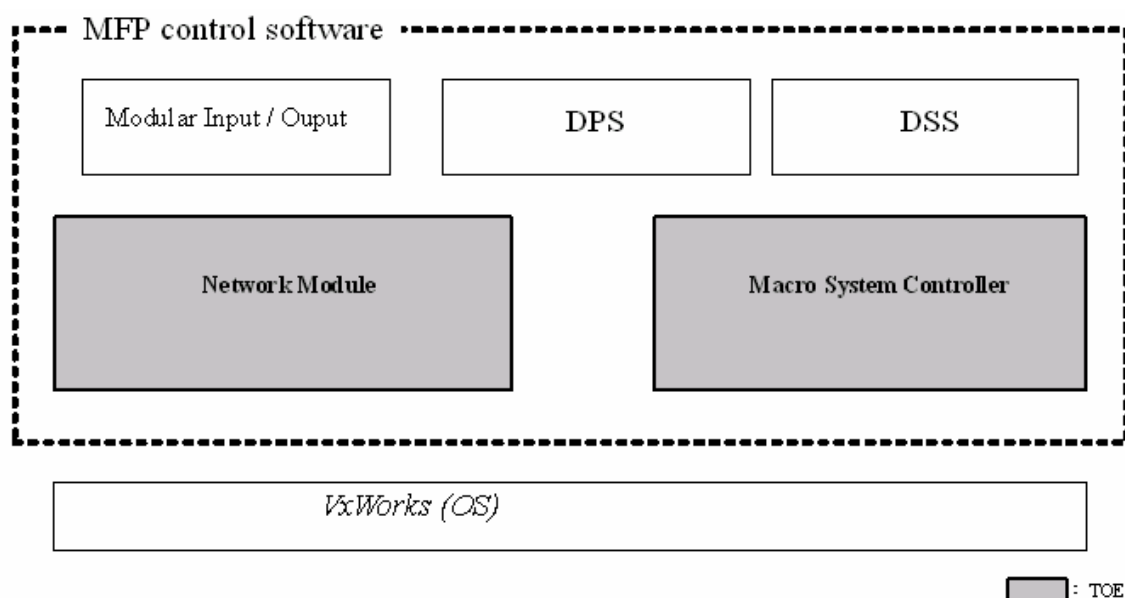 MFP control software
Modular Input / Ouput
DPS
DSS
Network Module
Macro System Controller
VxWorks (OS)
: TOE